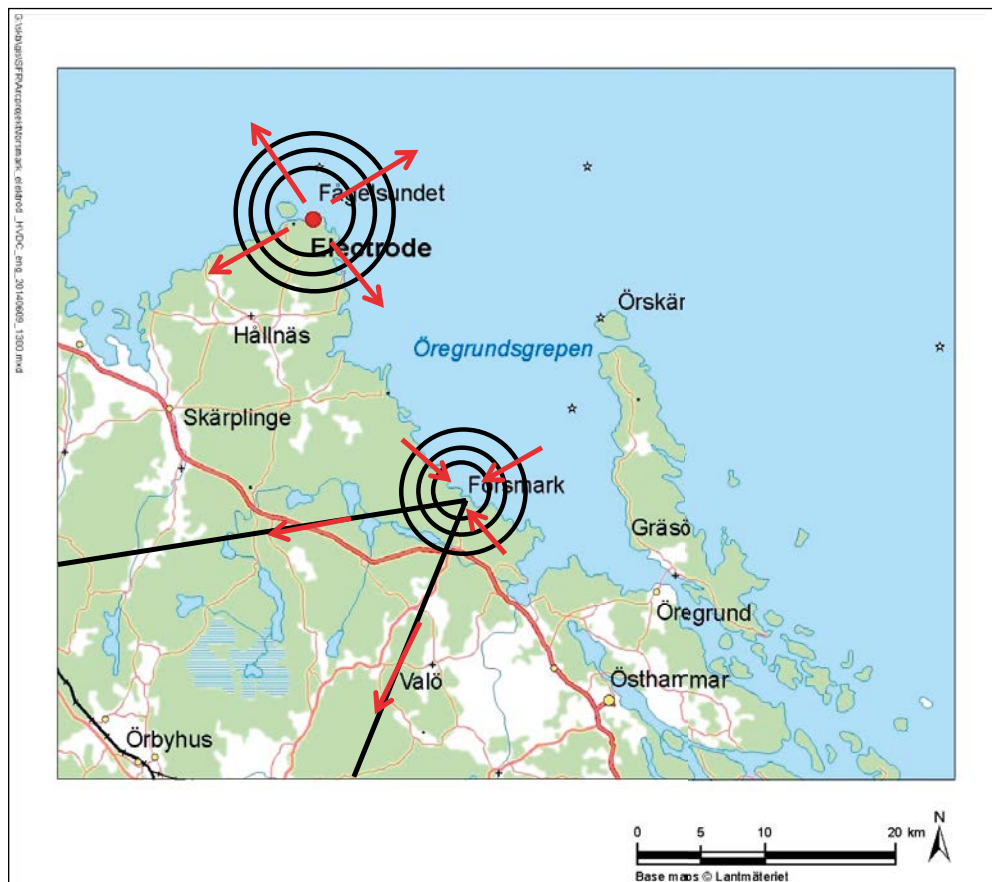 Fågelsundet
Electrode
Örskär
Hållnäs
Öregrundsgrepen
Skärplinge
Forsmark
Gräsö
Öregrund
Valö
Östhammar
Örbyhus
N
0 5 10 20 km
Base maps © Lantmäteriet